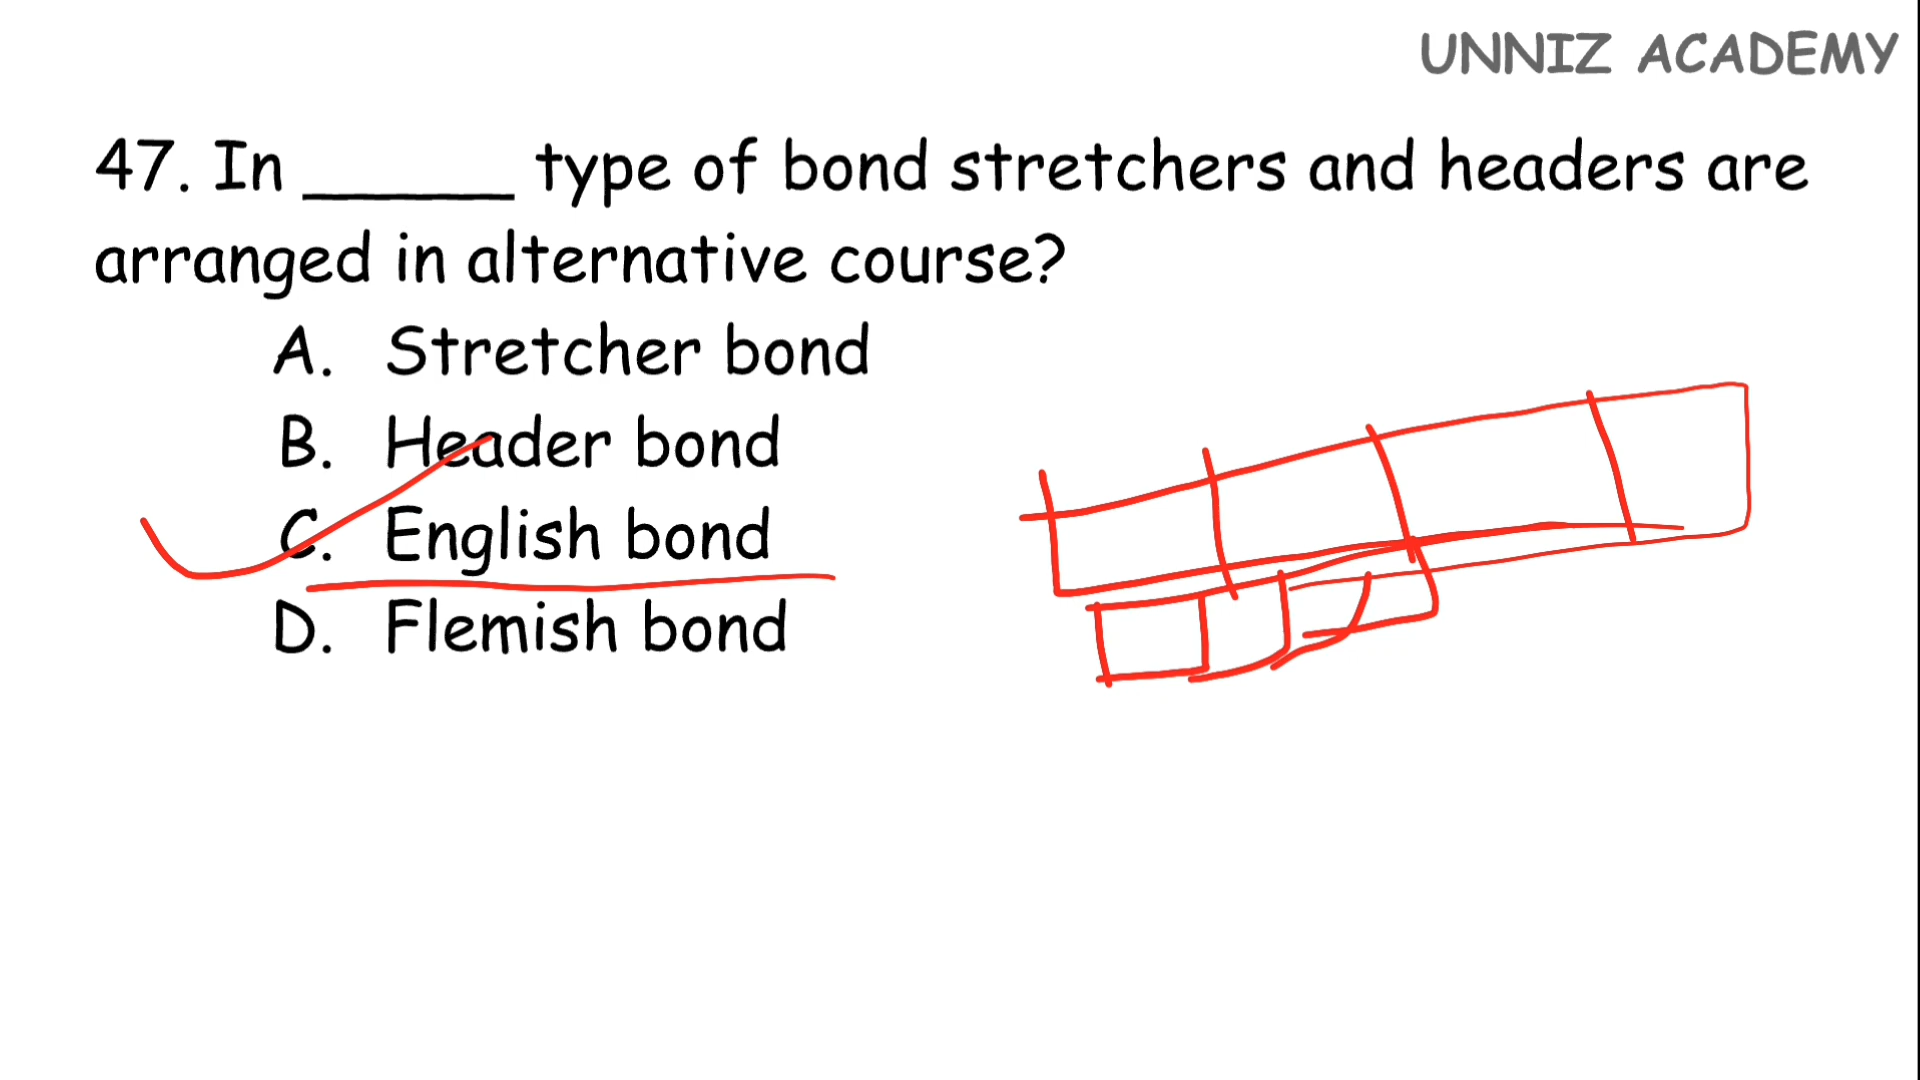 UNNIZ ACADEMY
47. In ______ type of bond stretchers and headers are
arranged in alternative course?
A. Stretcher bond
B. Header bond
C. English bond
D. Flemish bond